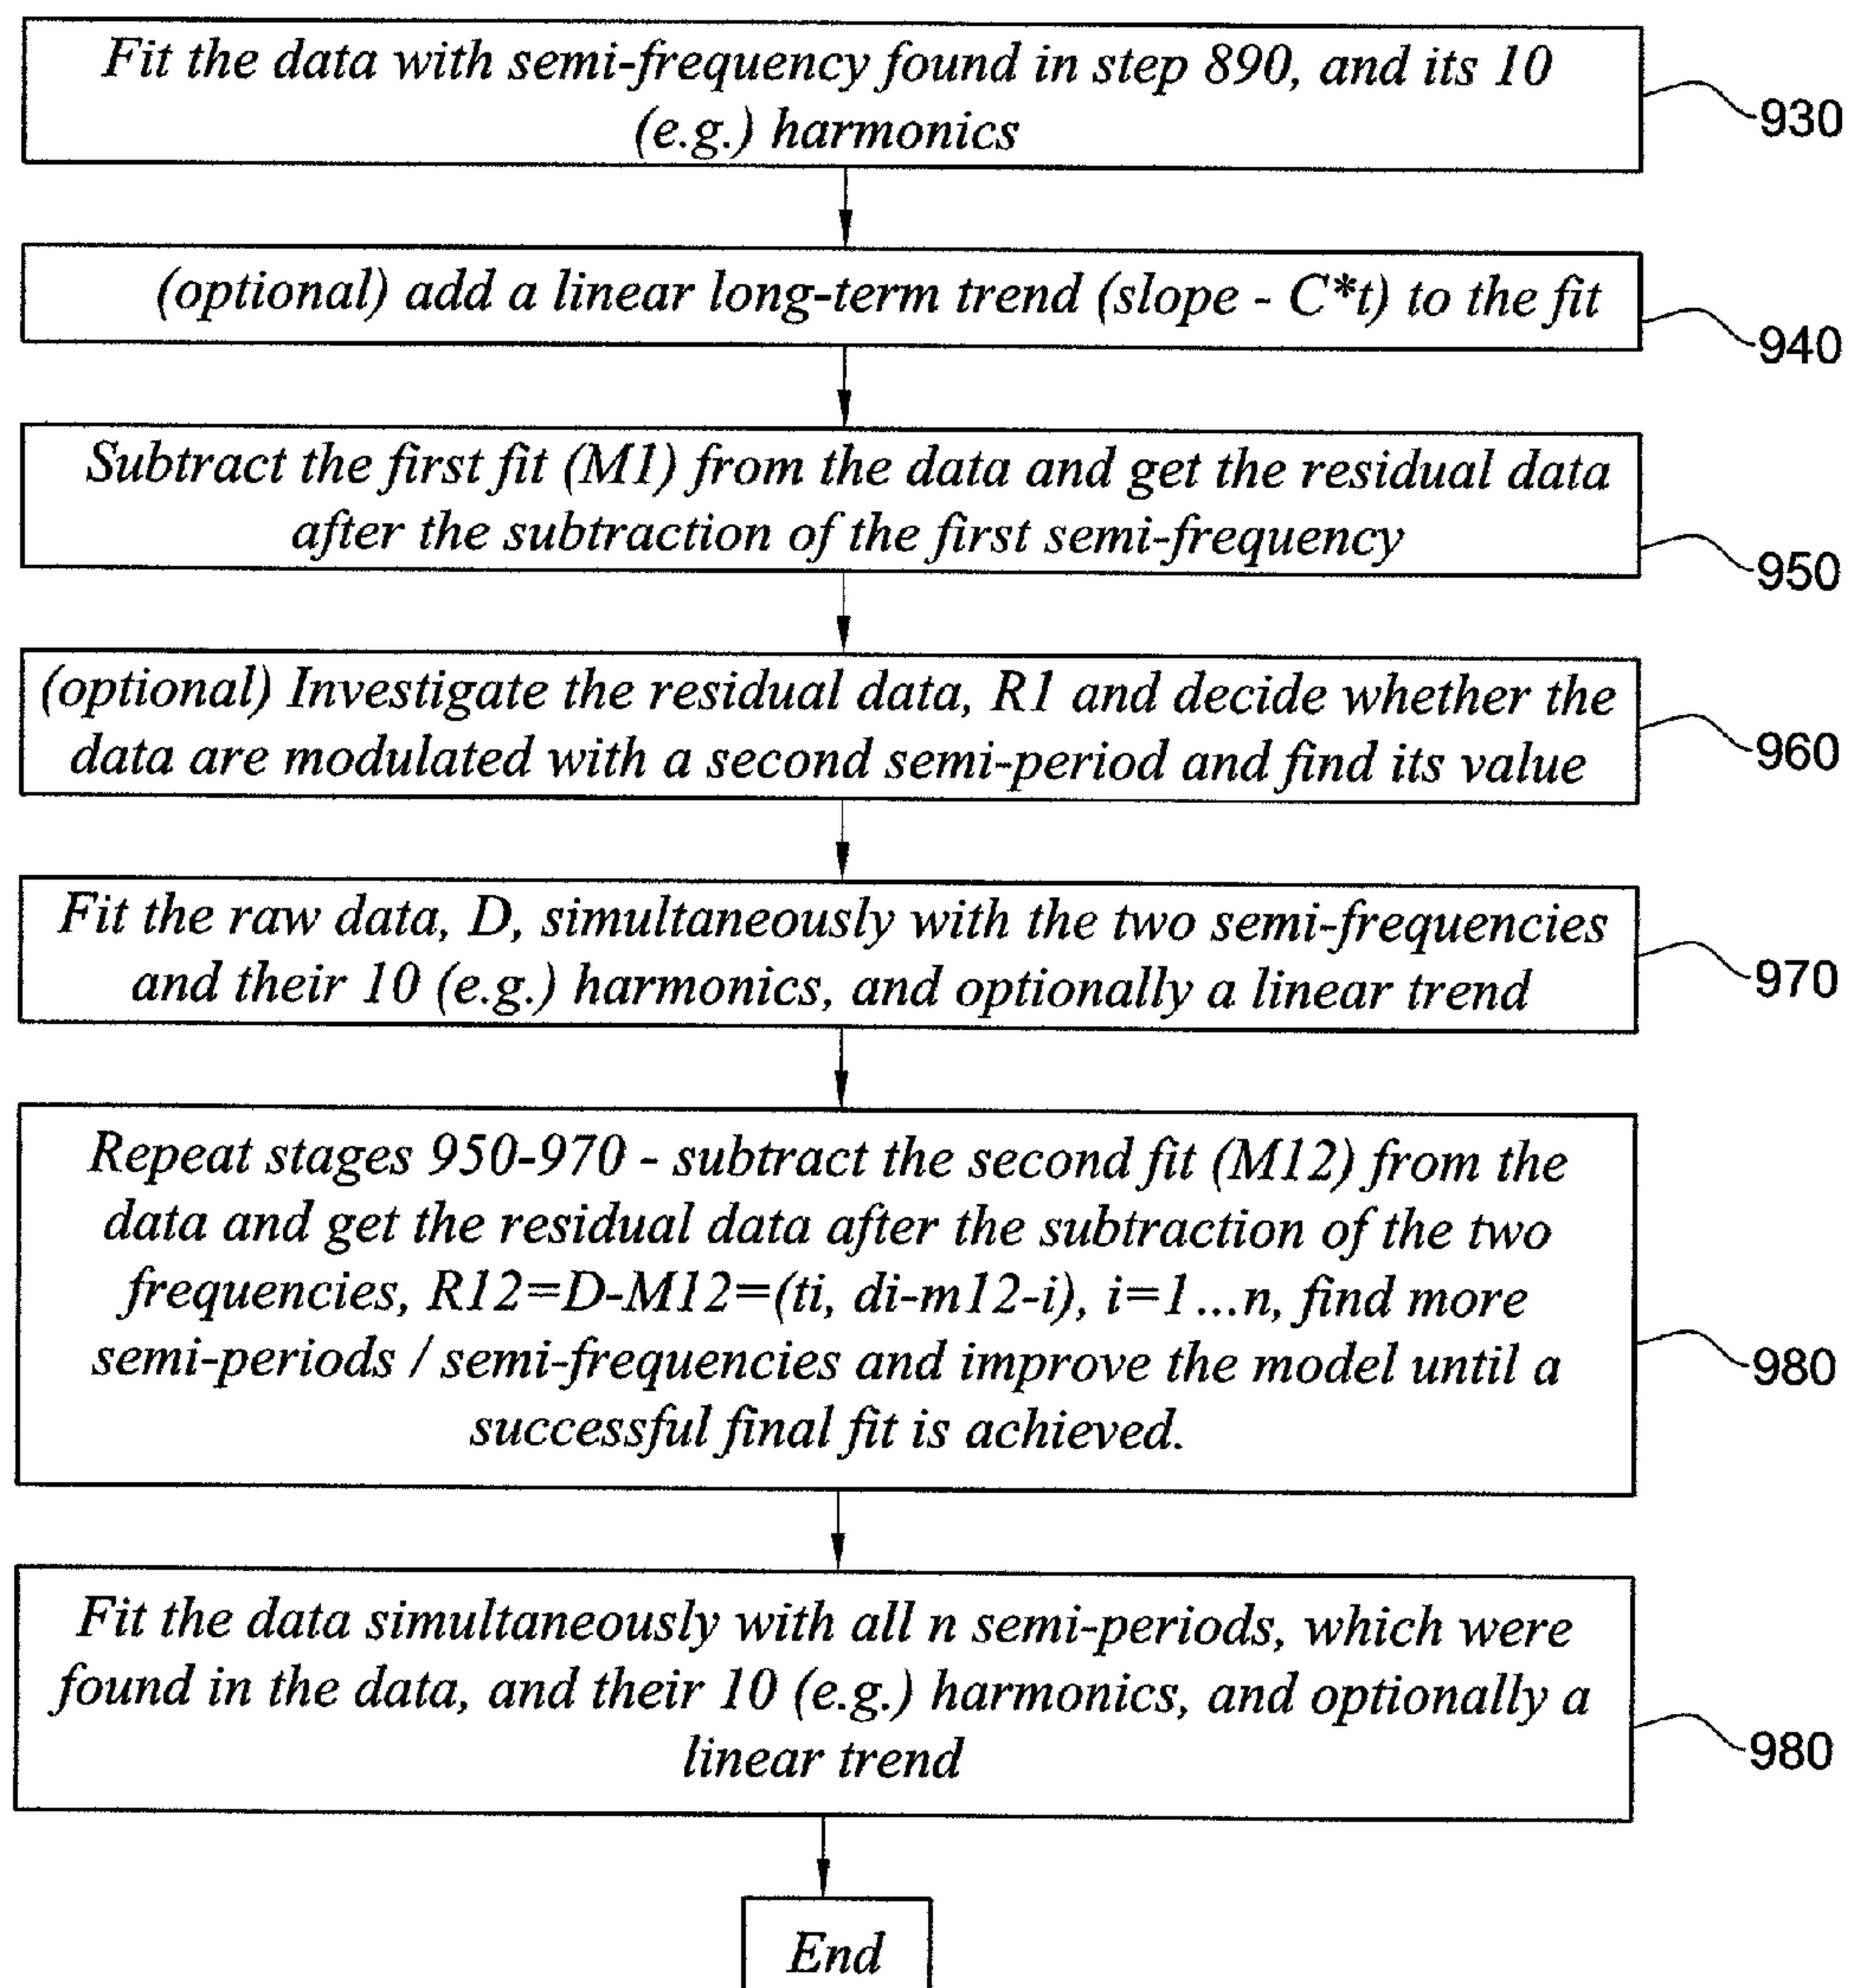 Fit the data with semi-frequency found in step 890, and its 10
(e.g.) harmonics
930
(optional) add a linear long-term trend (slope - C*t) to the fit
940
Subtract the first fit (M1) from the data and get the residual data
after the subtraction of the first semi-frequency
950
(optional) Investigate the residual data, R1 and decide whether the
data are modulated with a second semi-period and find its value
960
Fit the raw data, D, simultaneously with the two semi-frequencies
and their 10 (e.g.) harmonics, and optionally a linear trend
970
Repeat stages 950-970 - subtract the second fit (M12) from the
data and get the residual data after the subtraction of the two
frequencies, R12=D-M12=(ti, di-m12-i), i=1...n, find more
semi-periods / semi-frequencies and improve the model until a
successful final fit is achieved.
980
Fit the data simultaneously with all n semi-periods, which were
found in the data, and their 10 (e.g.) harmonics, and optionally a
linear trend
980
End